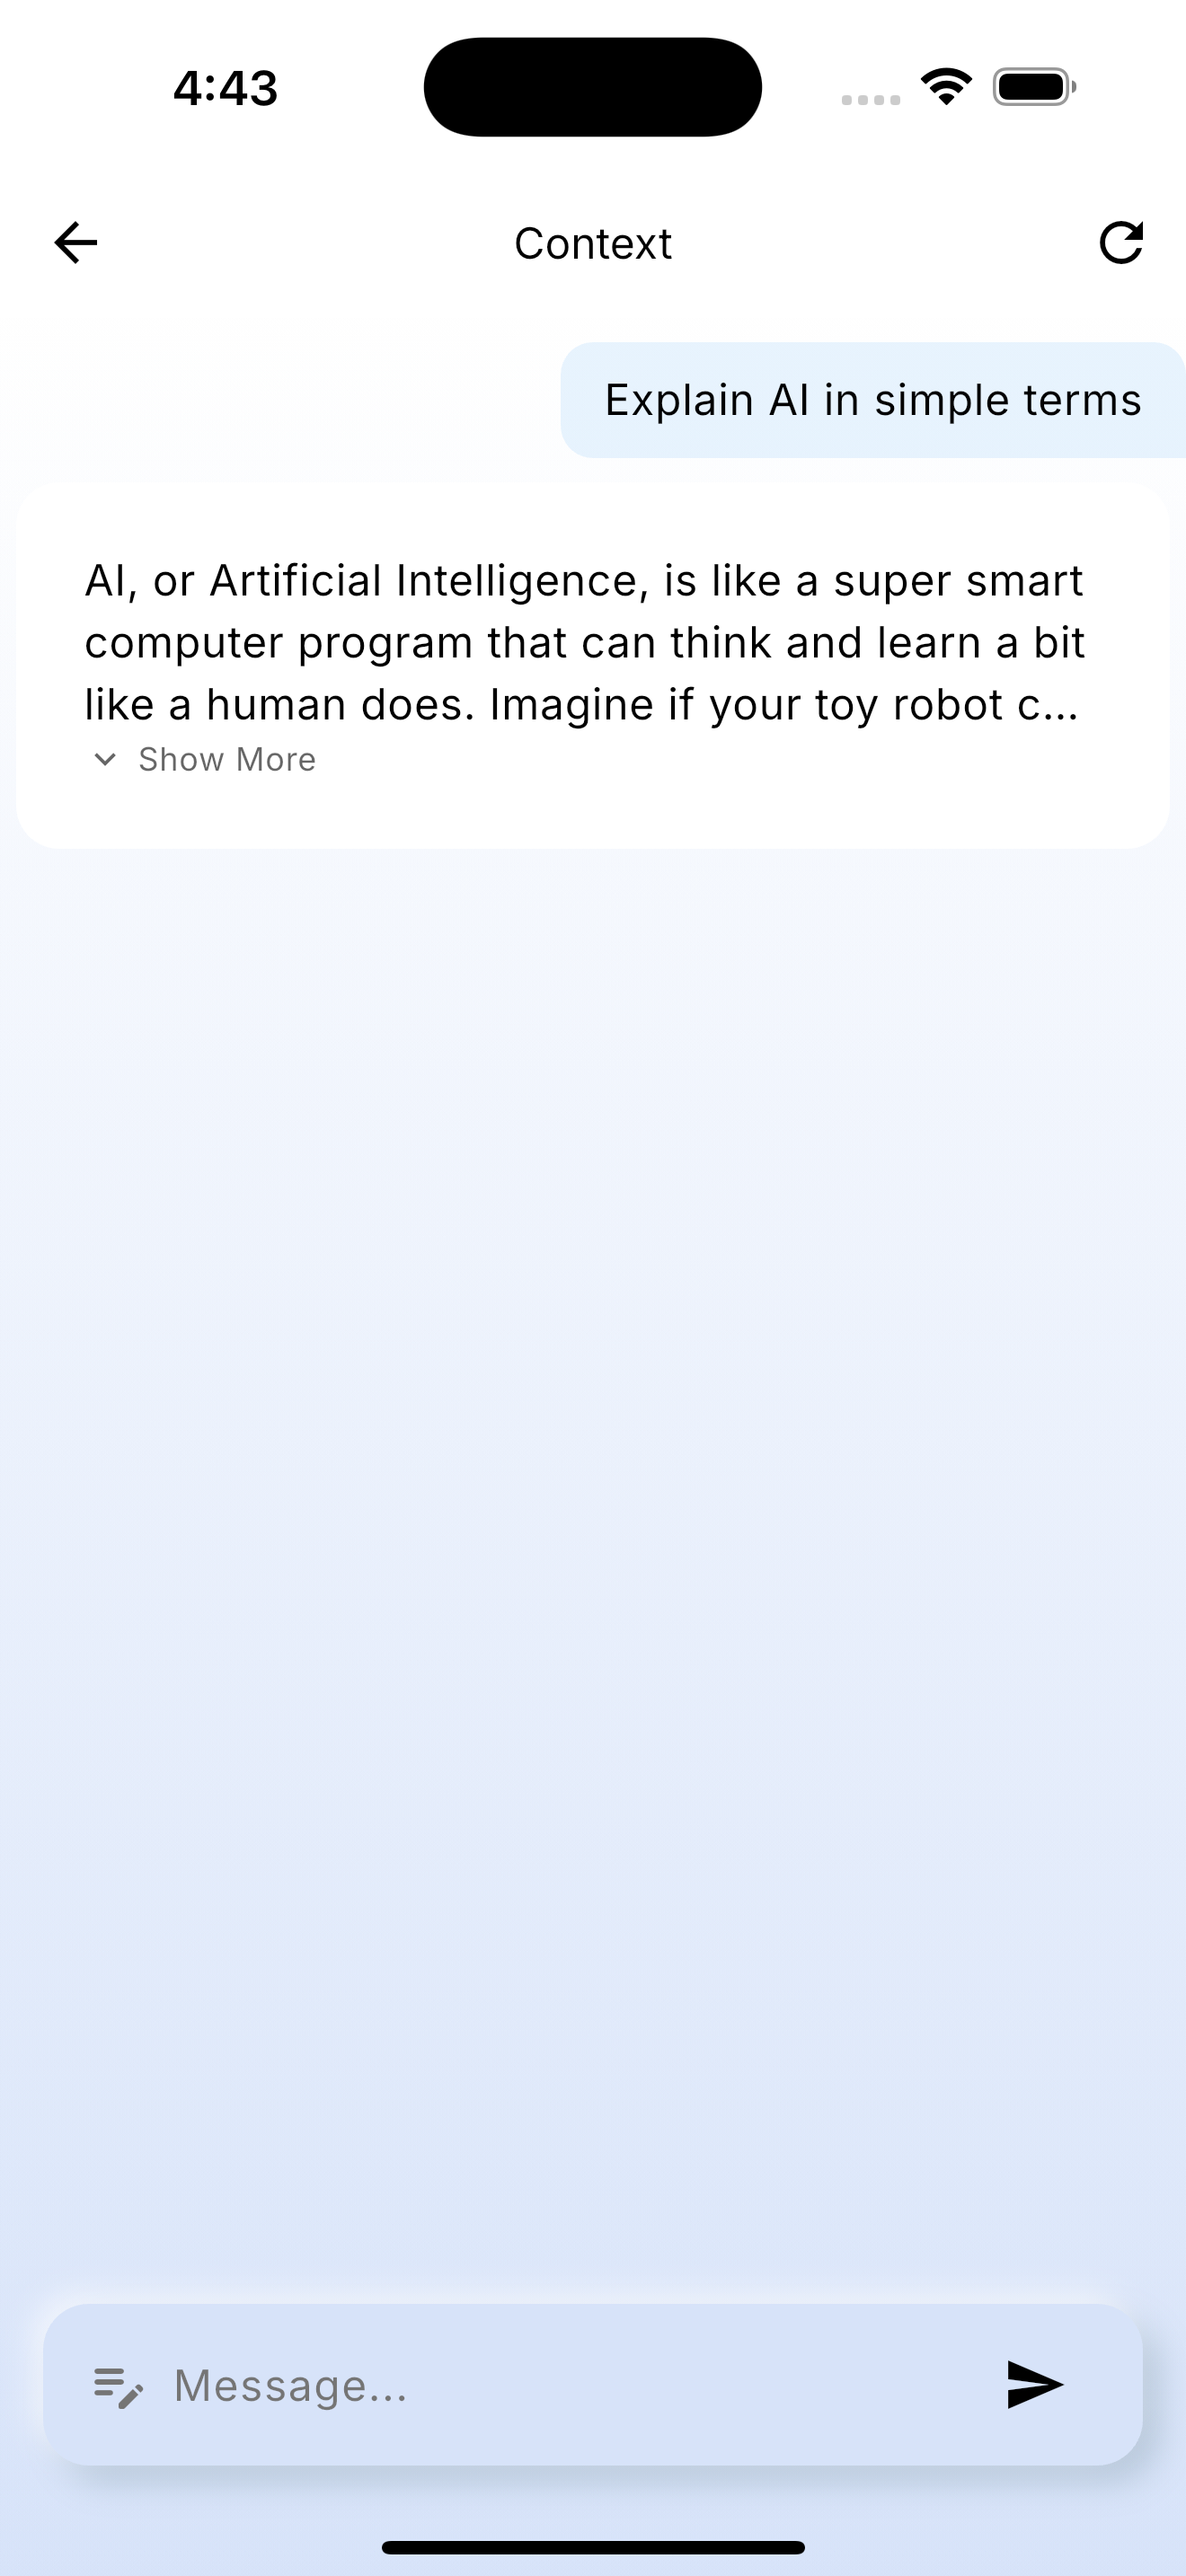 4:43
Context
Explain AI in simple terms
AI, or Artificial Intelligence, is like a super smart
computer program that can think and learn a bit
like a human does. Imagine if your toy robot c...
Show More
Message...